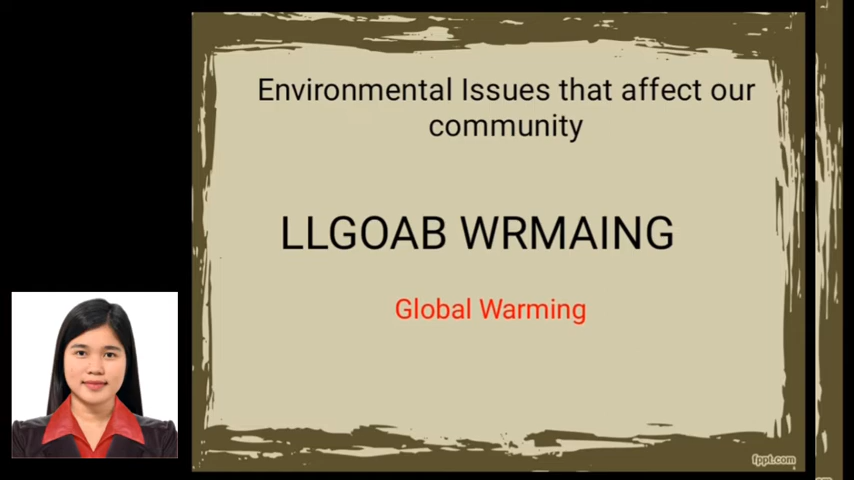 Environmental Issues that affect our
community
LLGOAB WRMAING
Global Warming
fppt.com